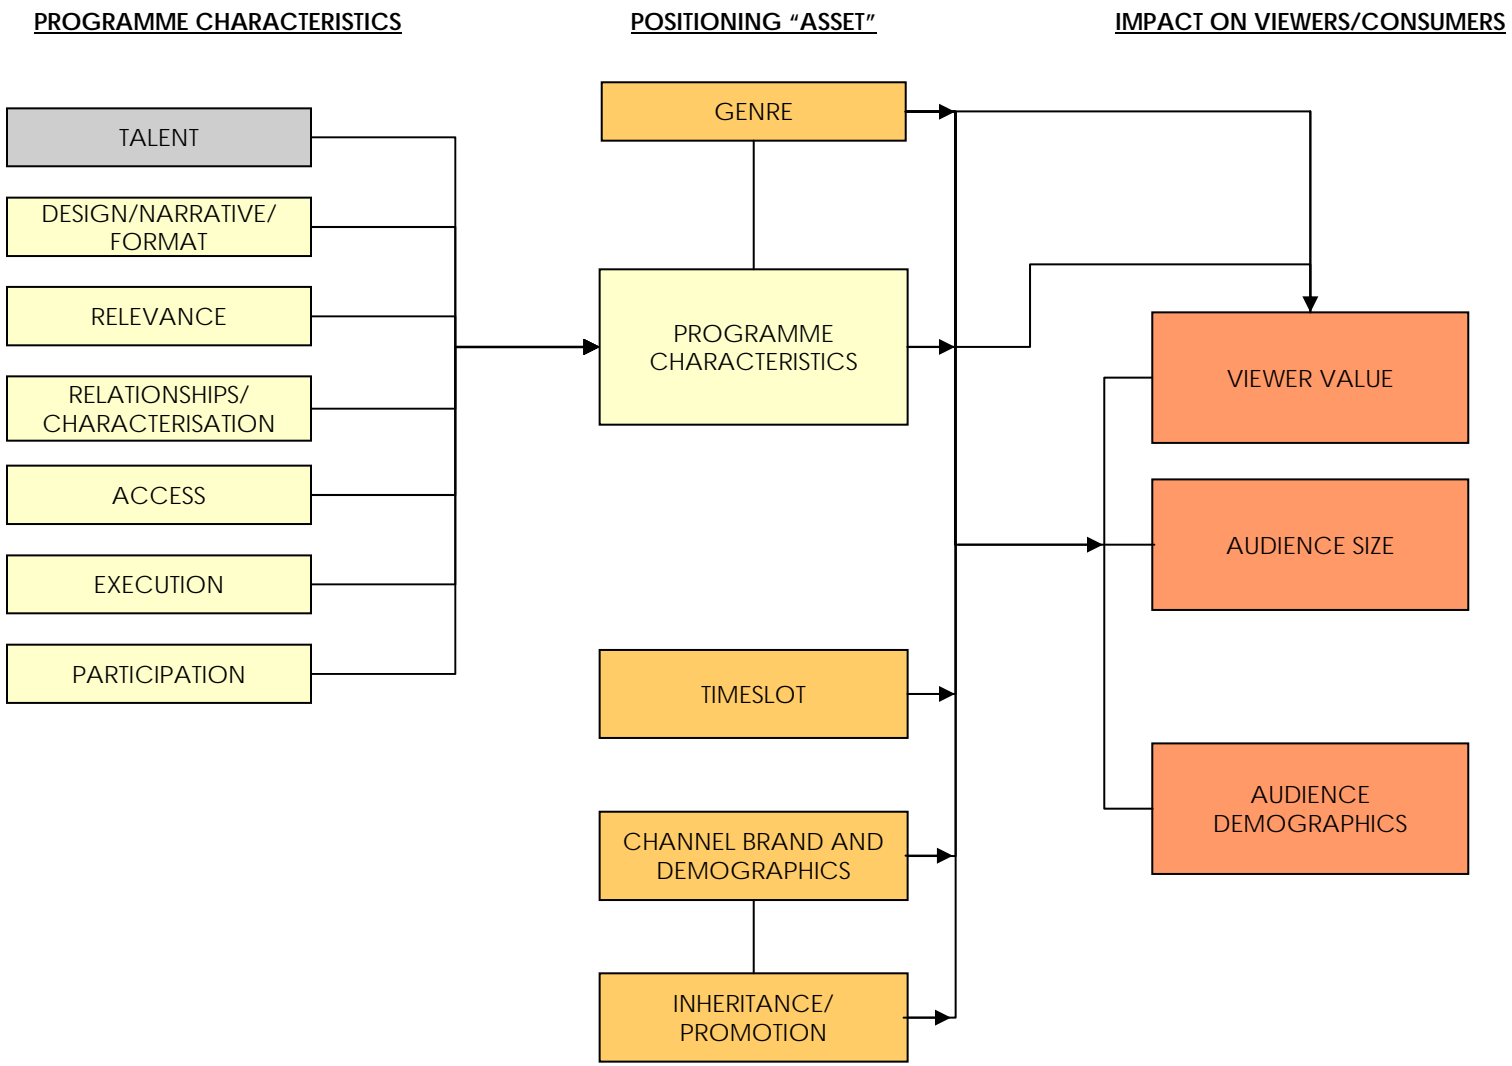 PROGRAMME CHARACTERISTICS
POSITIONING “ASSET”
IMPACT ON VIEWERS/CONSUMERS
TALENT
DESIGN/NARRATIVE/
FORMAT
RELEVANCE
RELATIONSHIPS/
CHARACTERISATION
ACCESS
EXECUTION
PARTICIPATION
GENRE
PROGRAMME
CHARACTERISTICS
TIMESLOT
CHANNEL BRAND AND
DEMOGRAPHICS
INHERITANCE/
PROMOTION
VIEWER VALUE
AUDIENCE SIZE
AUDIENCE
DEMOGRAPHICS